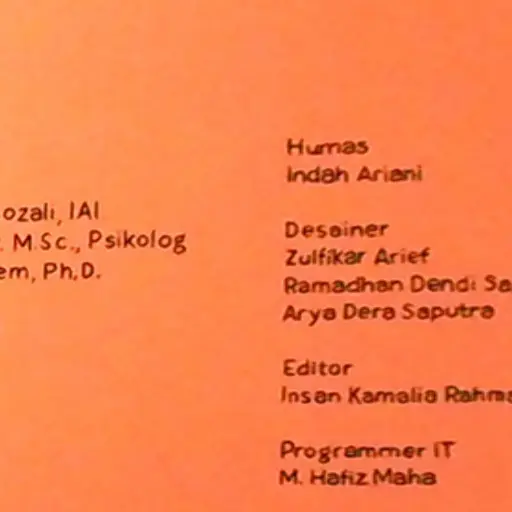 ozali, IAI
. M.Sc., Psikolog
em, Ph.D.
Humas
Indah Ariani
Desainer
Zulfikar Arief
Ramadhan Dendi Sa
Arya Dera Saputra
Editor
Insan Kamalia Rahma
Programmer IT
M. Hafiz Maha